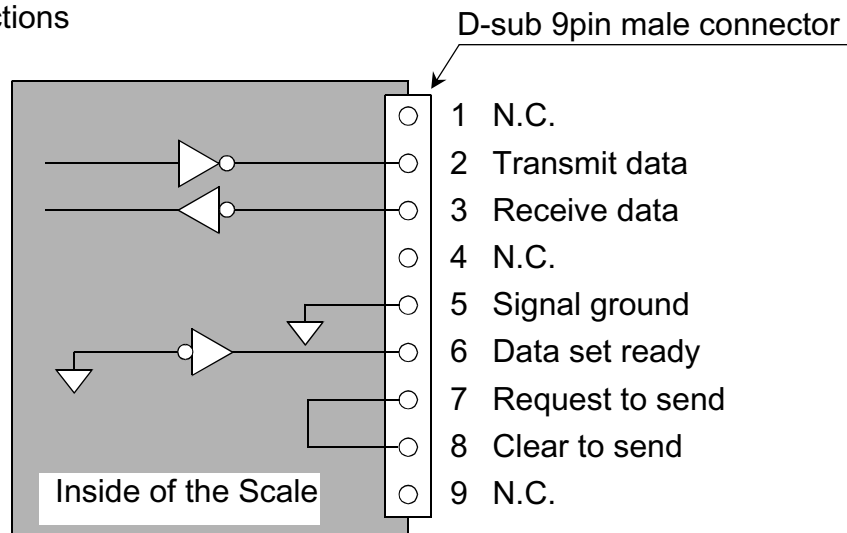 ctions
D-sub 9pin male connector
1 N.C.
2 Transmit data
3 Receive data
4 N.C.
5 Signal ground
6 Data set ready
7 Request to send
8 Clear to send
9 N.C.
Inside of the Scale